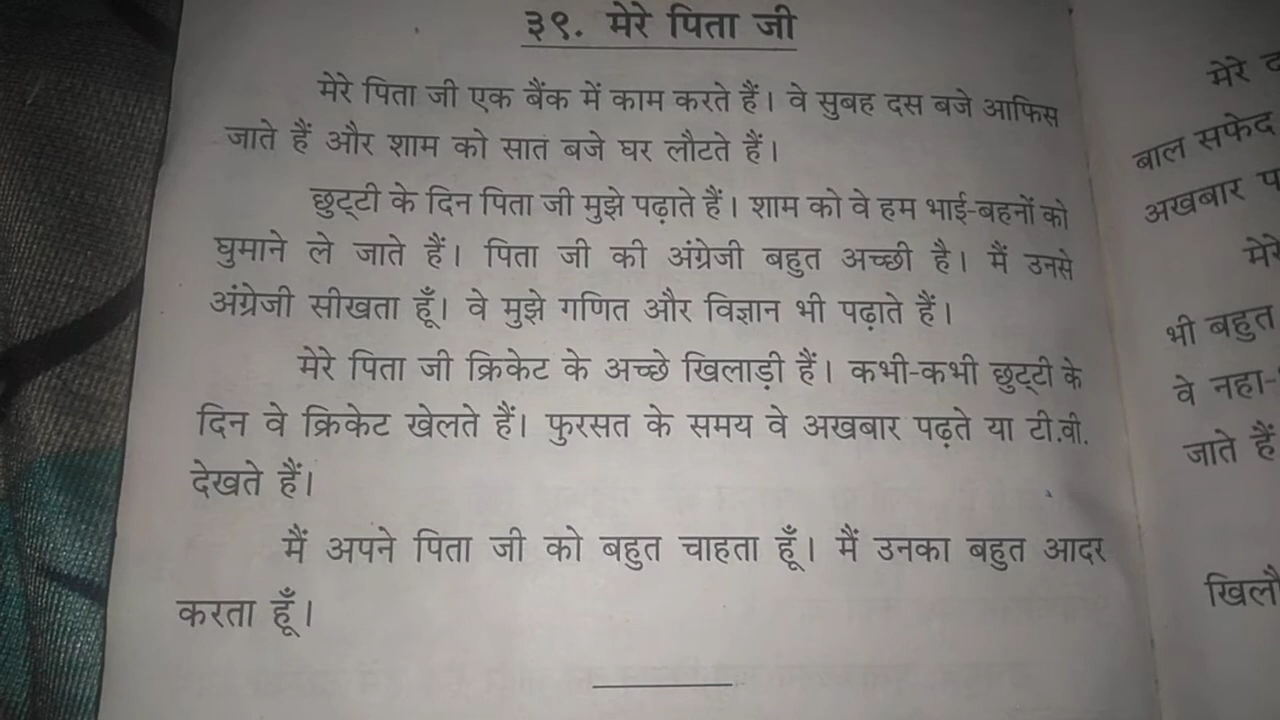 ३९. मेरे पिता जी
मेरे पिता जी एक बैंक में काम करते हैं। वे सुबह दस बजे आफिस
जाते हैं और शाम को सात बजे घर लौटते हैं।
छुट्टी के दिन पिता जी मुझे पढ़ाते हैं। शाम को वे हम भाई-बहनों को
घुमाने ले जाते हैं। पिता जी की अंग्रेजी बहुत अच्छी है। मैं उनसे
अंग्रेजी सीखता हूँ। वे मुझे गणित और विज्ञान भी पढ़ाते हैं।
मेरे पिता जी क्रिकेट के अच्छे खिलाड़ी हैं। कभी-कभी छुट्टी के
दिन वे क्रिकेट खेलते हैं। फुरसत के समय वे अखबार पढ़ते या टी.वी.
देखते हैं।
मैं अपने पिता जी को बहुत चाहता हूँ। मैं उनका बहुत आदर
करता हूँ।
मेरे
बाल सफेद
अखबार
मेरे
भी बहुत
वे नहा-
जाते हैं